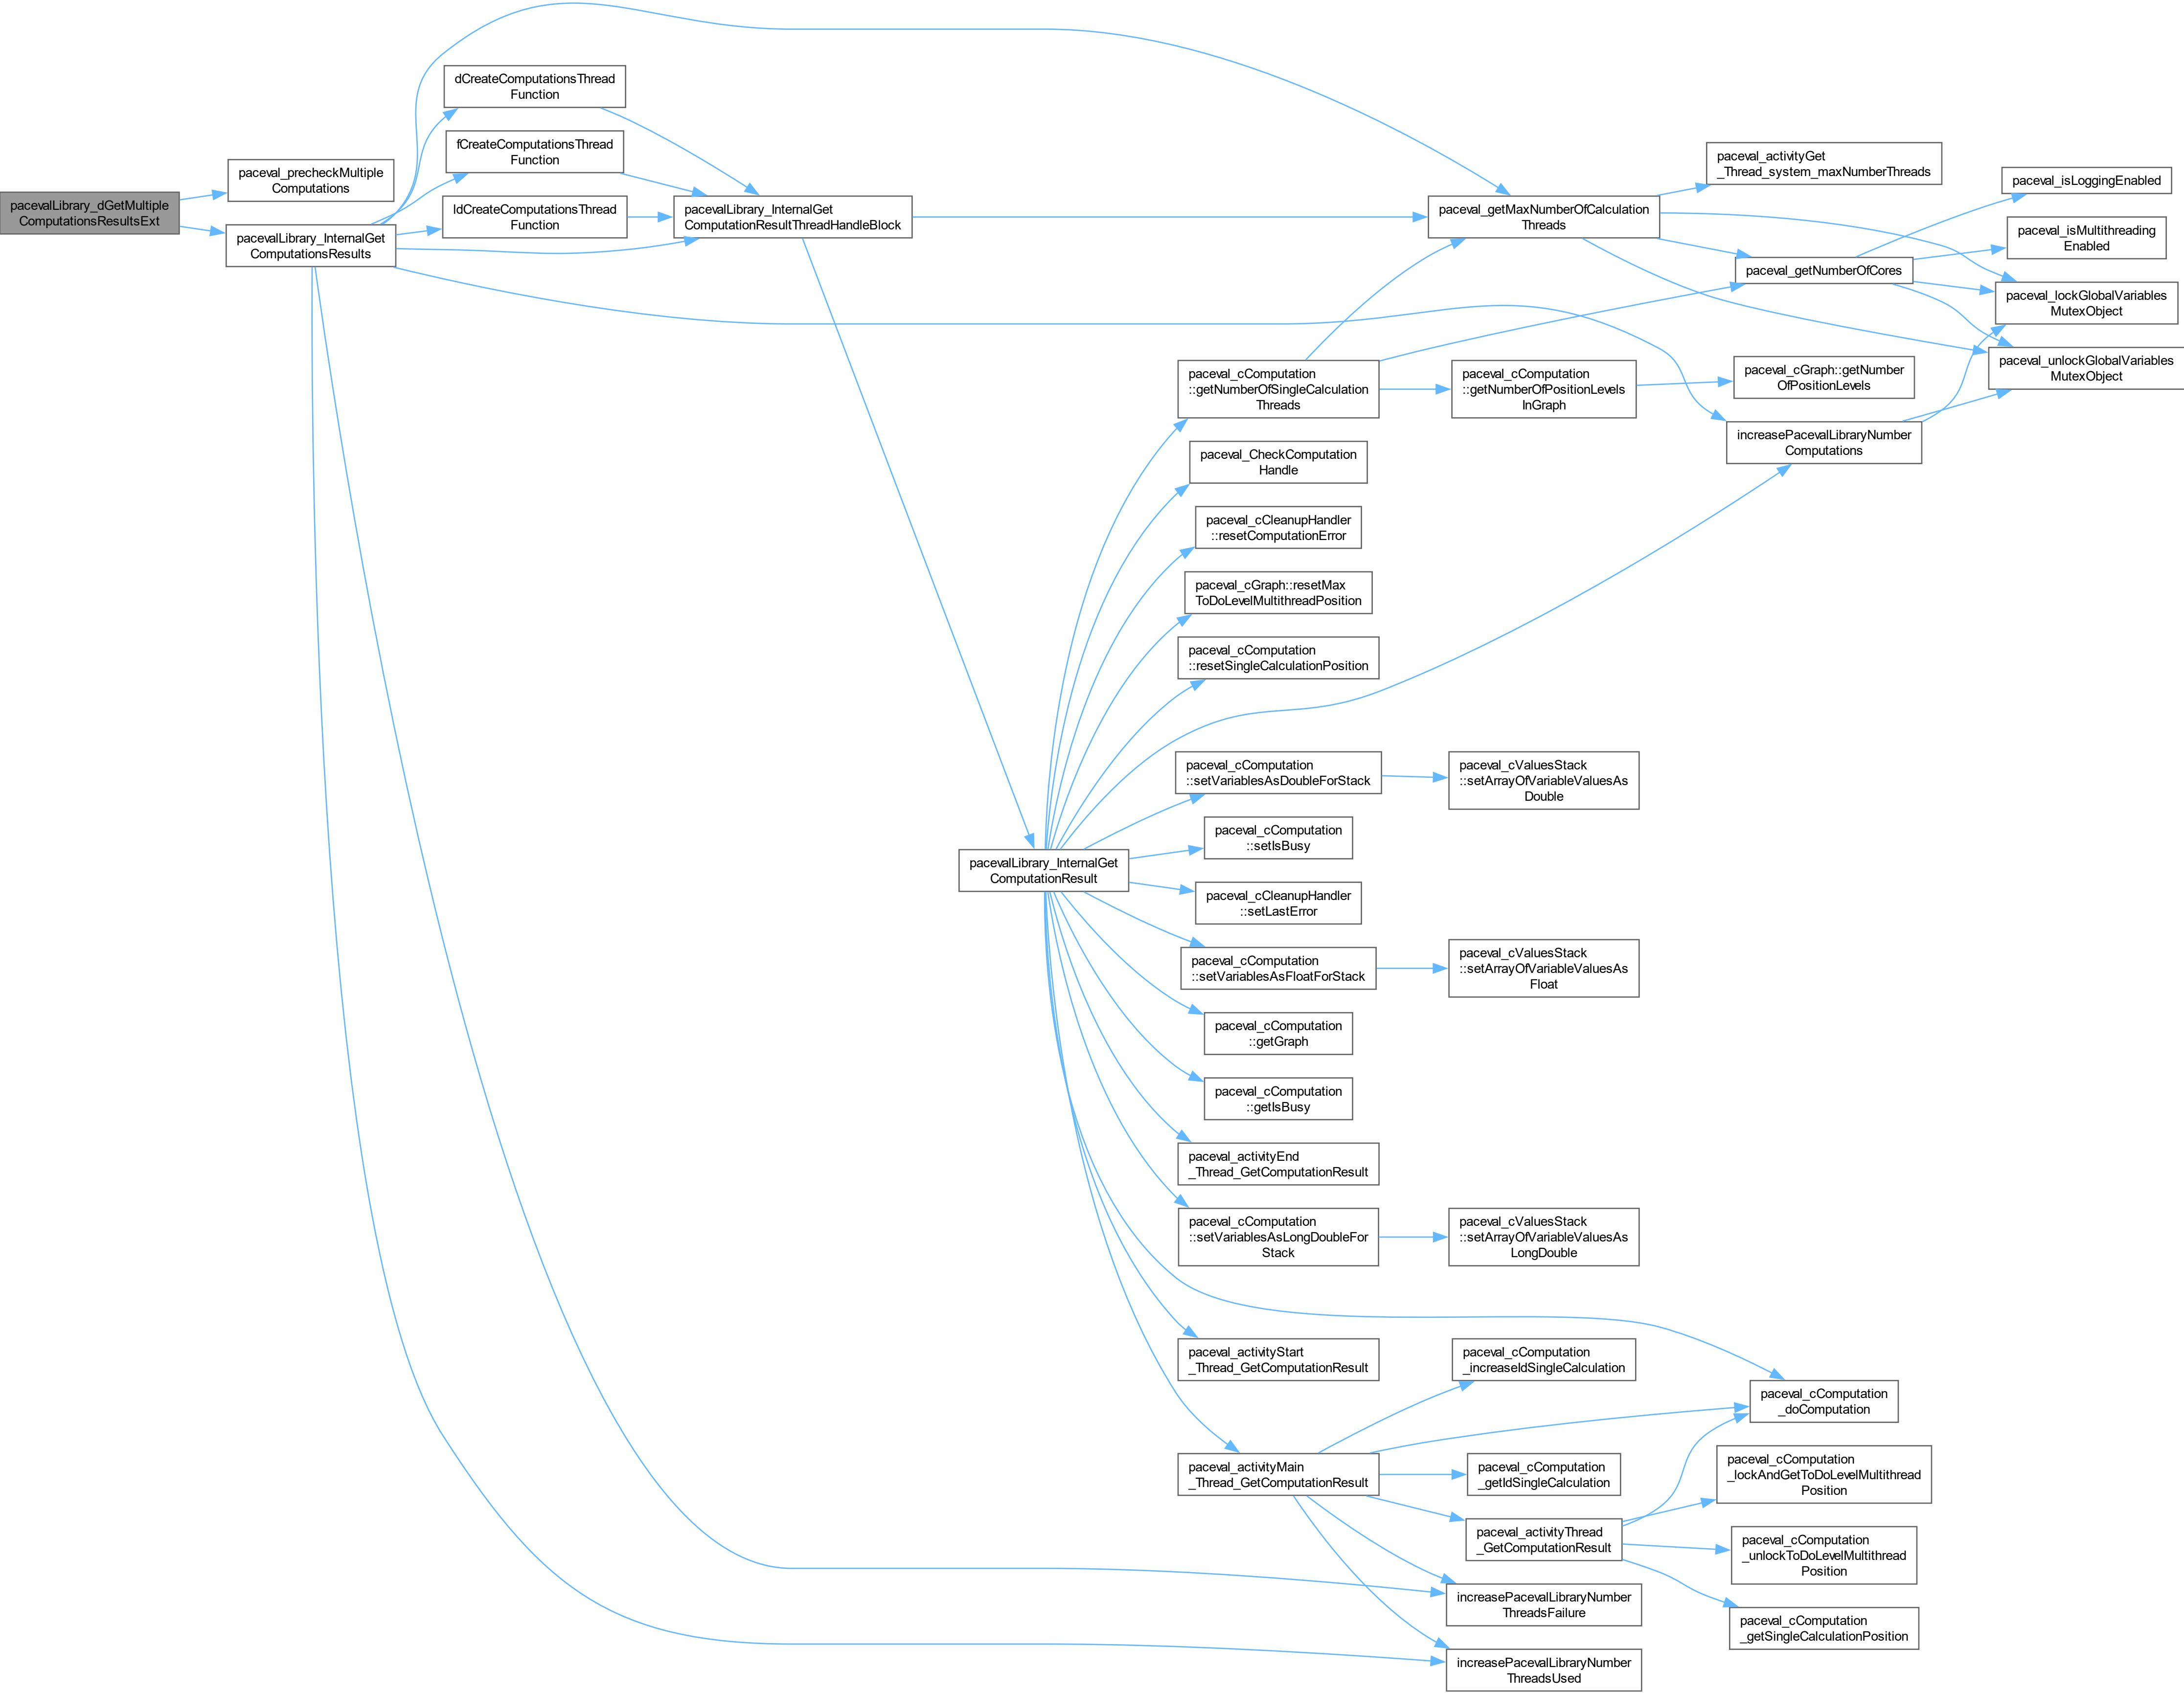 pacevalLibrary_dGetMultiple
ComputationsResultsExt
paceval_precheckMultiple
Computations
pacevalLibrary_InternalGet
ComputationsResults
dCreateComputationsThread
Function
fCreateComputationsThread
Function
ldCreateComputationsThread
Function
pacevalLibrary_InternalGet
ComputationResultThreadHandleBlock
pacevalLibrary_InternalGet
ComputationResult
paceval_cComputation
::getNumberOfSingleCalculation
Threads
paceval_CheckComputation
Handle
paceval_cCleanupHandler
::resetComputationError
paceval_cGraph::resetMax
ToDoLevelMultithreadPosition
paceval_cComputation
::resetSingleCalculationPosition
paceval_cComputation
::setVariablesAsDoubleForStack
paceval_cComputation
::setIsBusy
paceval_cCleanupHandler
::setLastError
paceval_cComputation
::setVariablesAsFloatForStack
paceval_cComputation
::getGraph
paceval_cComputation
::getIsBusy
paceval_activityEnd
_Thread_GetComputationResult
paceval_cComputation
::setVariablesAsLongDoubleFor
Stack
paceval_activityStart
_Thread_GetComputationResult
paceval_activityMain
_Thread_GetComputationResult
paceval_getMaxNumberOfCalculation
Threads
paceval_cComputation
::getNumberOfPositionLevels
InGraph
paceval_cValuesStack
::setArrayOfVariableValuesAs
Double
paceval_cValuesStack
::setArrayOfVariableValuesAs
Float
paceval_cValuesStack
::setArrayOfVariableValuesAs
LongDouble
paceval_cComputation
_increaseIdSingleCalculation
paceval_cComputation
_getIdSingleCalculation
paceval_activityThread
_GetComputationResult
increasePacevalLibraryNumber
ThreadsFailure
increasePacevalLibraryNumber
ThreadsUsed
paceval_activityGet
_Thread_system_maxNumberThreads
paceval_getNumberOfCores
paceval_cGraph::getNumber
OfPositionLevels
increasePacevalLibraryNumber
Computations
paceval_cComputation
_doComputation
paceval_cComputation
_lockAndGetToDoLevelMultithread
Position
paceval_cComputation
_unlockToDoLevelMultithread
Position
paceval_cComputation
_getSingleCalculationPosition
paceval_isLoggingEnabled
paceval_isMultithreading
Enabled
paceval_lockGlobalVariables
MutexObject
paceval_unlockGlobalVariables
MutexObject